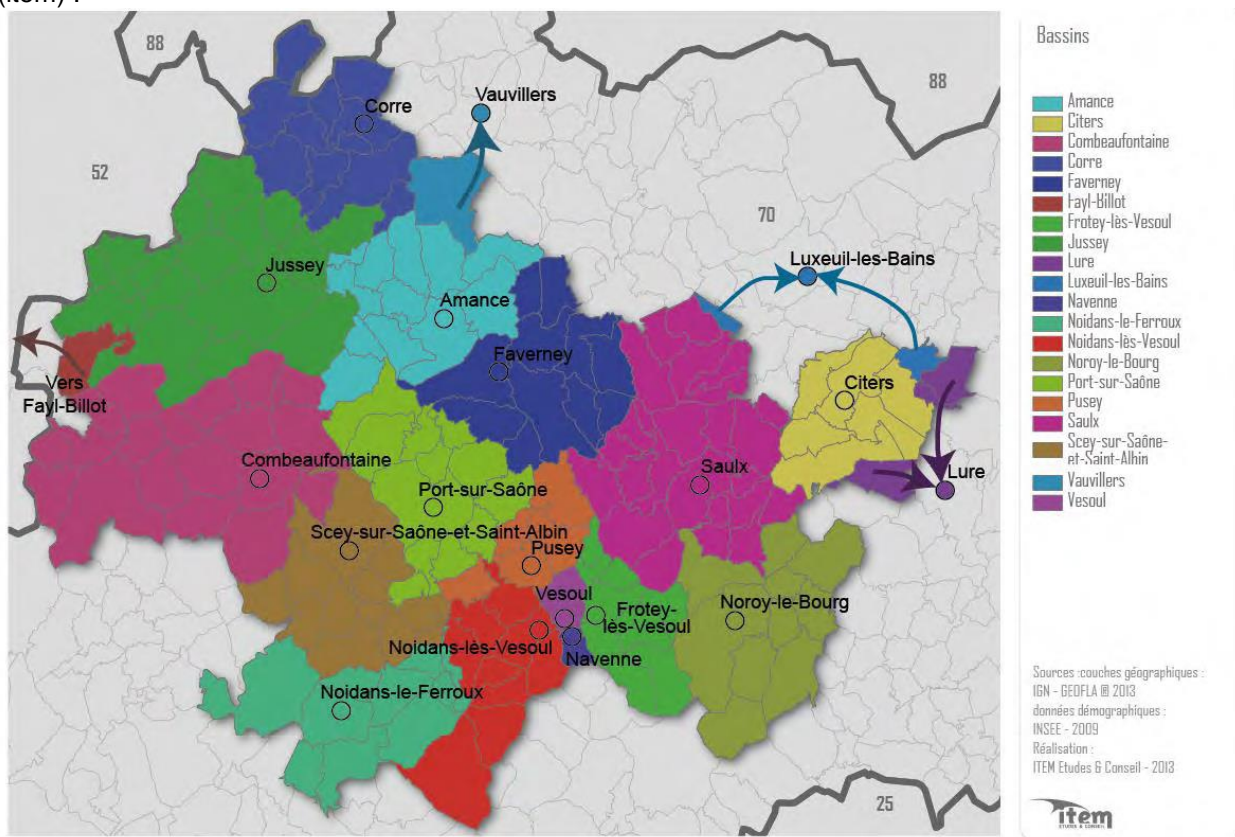 (item) :
88
88
52
70
25
Corre
Vauvillers
Jussey
Amance
Luxeuil-les-Bains
Vers
Fayl-Billot
Faverney
Citers
Combeaufontaine
Port-sur-Saône
Saulx
Lure
Scey-sur-Saône-et-Saint-Albin
Pusey
Vesoul
Frotey-
lès-Vesoul
Noroy-le-Bourg
Noidans-lès-Vesoul
Navenne
Noidans-le-Ferroux
Bassins
Amance
Citers
Combeaufontaine
Corre
Faverney
Fayl-Billot
Frotey-lès-Vesoul
Jussey
Lure
Luxeuil-les-Bains
Navenne
Noidans-le-Ferroux
Noidans-lès-Vesoul
Noroy-le-Bourg
Port-sur-Saône
Pusey
Saulx
Scey-sur-Saône-
et-Saint-Alhin
Vauvillers
Vesoul
Sources :couches géographiques :
IGN - GEOFLA @ 2013
données démographiques :
INSEE - 2009
Réalisation :
ITEM Etudes & Conseil - 2013
item
ETUDES & CONSEIL